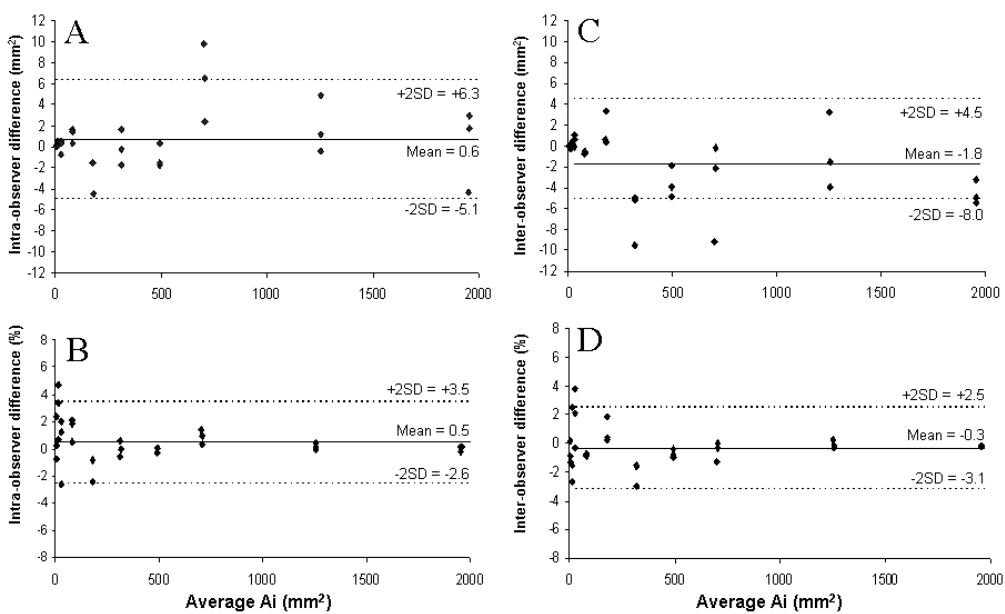 A
Intra-observer difference (mm²)
12
10
8
6
4
2
0
-2
-4
-6
-8
-10
-12
+2SD = +6.3
Mean = 0.6
-2SD = -5.1
0 500 1000 1500 2000
C
Inter-observer difference (mm²)
12
10
8
6
4
2
0
-2
-4
-6
-8
-10
-12
+2SD = +4.5
Mean = -1.8
-2SD = -8.0
0 500 1000 1500 2000
B
Intra-observer difference (%)
8
6
4
2
0
-2
-4
-6
-8
+2SD = +3.5
Mean = 0.5
-2SD = -2.6
0 500 1000 1500 2000
Average Ai (mm²)
D
Inter-observer difference (%)
8
6
4
2
0
-2
-4
-6
-8
+2SD = +2.5
Mean = -0.3
-2SD = -3.1
0 500 1000 1500 2000
Average Ai (mm²)